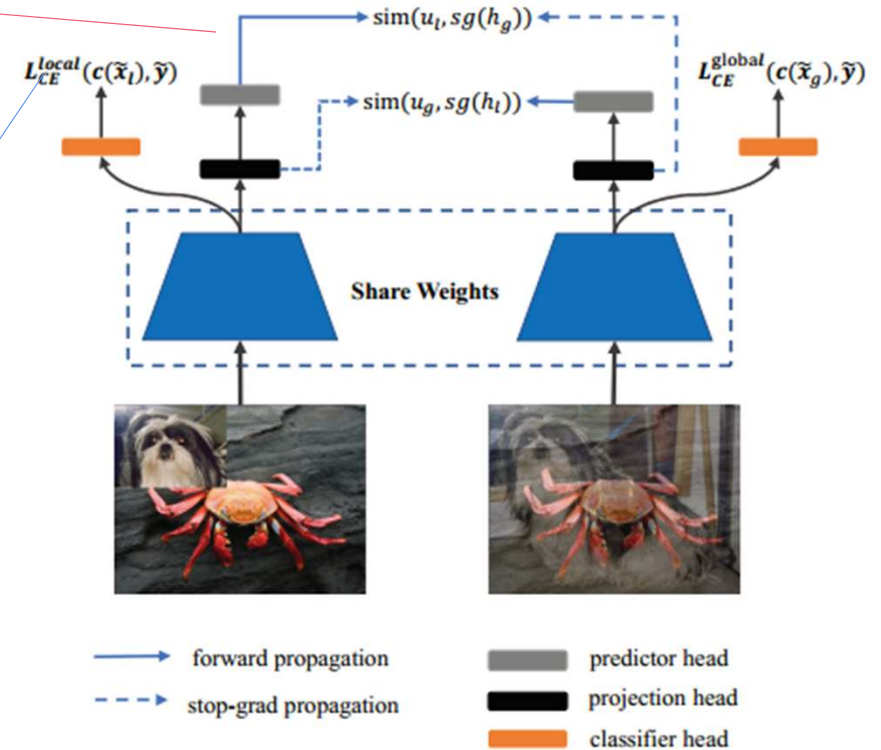 sim(u_l, sg(h_g))
L_CE^local(c(x̃_l), ỹ)
L_CE^global(c(x̃_g), ỹ)
sim(u_g, sg(h_l))
Share Weights
forward propagation
stop-grad propagation
predictor head
projection head
classifier head